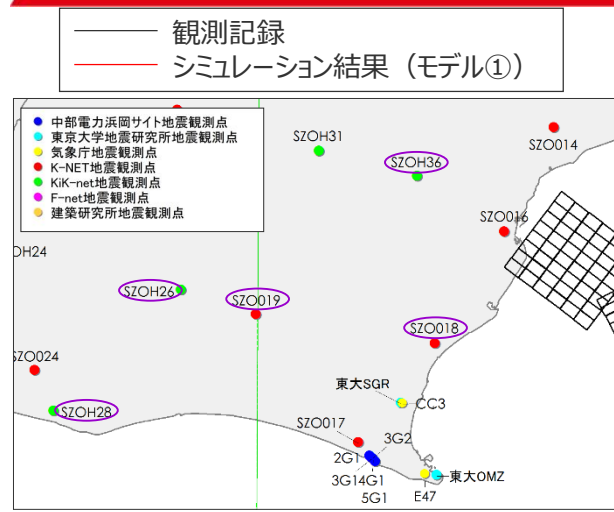 観測記録
シミュレーション結果（モデル①）
中部電力浜岡サイト地震観測点
東京大学地震研究所地震観測点
気象庁地震観測点
K-NET地震観測点
KiK-net地震観測点
F-net地震観測点
建築研究所地震観測点
SZOH31
SZOH36
SZO014
SZO016
OH24
SZOH26
SZO019
SZO018
SZO024
SZOH28
東大SGR
CC3
SZO017
3G2
2G1
3G14G1
5G1
E47
東大OMZ